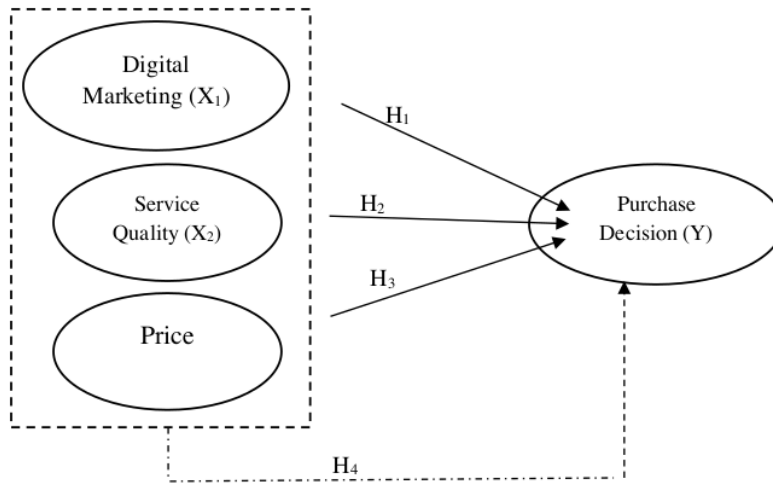 Digital
Marketing (X₁)
H₁
Service
Quality (X₂)
H₂
Purchase
Decision (Y)
H₃
Price
H₄